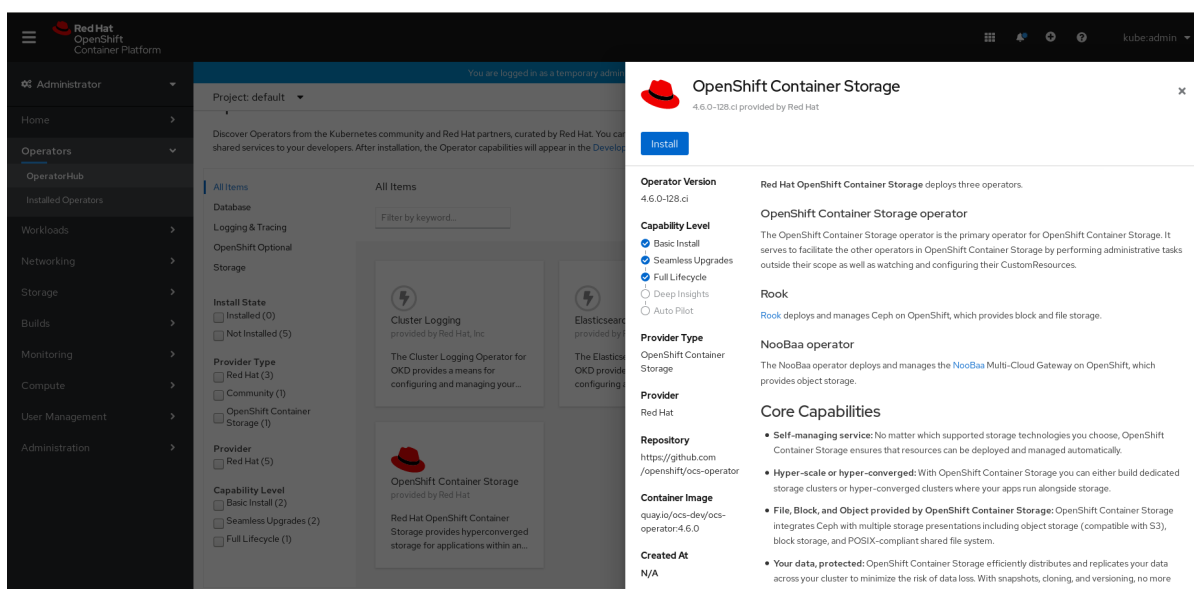 Red Hat
OpenShift
Container Platform
kube:admin
Administrator
Home
Operators
OperatorHub
Installed Operators
Workloads
Networking
Storage
Builds
Monitoring
Compute
User Management
Administration
You are logged in as a temporary admin
Project: default
Discover Operators from the Kubernetes community and Red Hat partners, curated by Red Hat. You can
shared services to your developers. After installation, the Operator capabilities will appear in the Develop
All Items
Database
Logging & Tracing
OpenShift Optional
Storage
Install State
Installed (0)
Not Installed (5)
Provider Type
Red Hat (3)
Community (1)
OpenShift Container
Storage (1)
Provider
Red Hat (5)
Capability Level
Basic Install (2)
Seamless Upgrades (2)
Full Lifecycle (1)
All Items
Filter by keyword...
Cluster Logging
provided by Red Hat, Inc
The Cluster Logging Operator for
OKD provides a means for
configuring and managing your...
Elasticsearc
provided by
The Elastics
OKD provide
configuring
OpenShift Container Storage
provided by Red Hat
Red Hat OpenShift Container
Storage provides hyperconverged
storage for applications within an...
OpenShift Container Storage
4.6.0-128.ci provided by Red Hat
Install
Operator Version
4.6.0-128.ci
Capability Level
Basic Install
Seamless Upgrades
Full Lifecycle
Deep Insights
Auto Pilot
Provider Type
OpenShift Container
Storage
Provider
Red Hat
Repository
https://github.com
/openshift/ocs-operator
Container Image
quay.io/ocs-dev/ocs-
operator:4.6.0
Created At
N/A
Red Hat OpenShift Container Storage deploys three operators.
OpenShift Container Storage operator
The OpenShift Container Storage operator is the primary operator for OpenShift Container Storage. It
serves to facilitate the other operators in OpenShift Container Storage by performing administrative tasks
outside their scope as well as watching and configuring their CustomResources.
Rook
Rook deploys and manages Ceph on OpenShift, which provides block and file storage.
NooBaa operator
The NooBaa operator deploys and manages the NooBaa Multi-Cloud Gateway on OpenShift, which
provides object storage.
Core Capabilities
• Self-managing service: No matter which supported storage technologies you choose, OpenShift
Container Storage ensures that resources can be deployed and managed automatically.
• Hyper-scale or hyper-converged: With OpenShift Container Storage you can either build dedicated
storage clusters or hyper-converged clusters where your apps run alongside storage.
• File, Block, and Object provided by OpenShift Container Storage: OpenShift Container Storage
integrates Ceph with multiple storage presentations including object storage (compatible with S3),
block storage, and POSIX-compliant shared file system.
• Your data, protected: OpenShift Container Storage efficiently distributes and replicates your data
across your cluster to minimize the risk of data loss. With snapshots, cloning, and versioning, no more